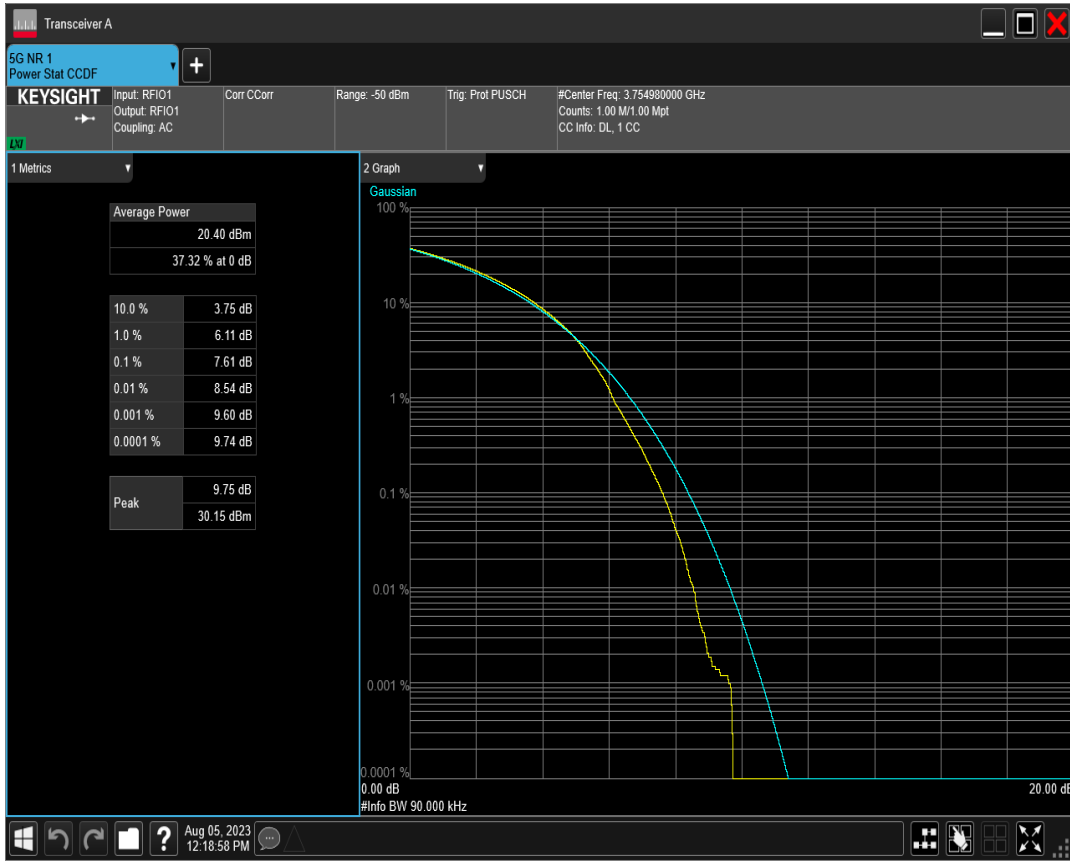 Transceiver A
5G NR 1
Power Stat CCDF
+
KEYSIGHT
LXI
Input: RFIO1
Output: RFIO1
Coupling: AC
Corr CCorr
Range: -50 dBm
Trig: Prot PUSCH
#Center Freq: 3.754980000 GHz
Counts: 1.00 M/1.00 Mpt
CC Info: DL, 1 CC
1 Metrics
Average Power
20.40 dBm
37.32 % at 0 dB
10.0 % 3.75 dB
1.0 % 6.11 dB
0.1 % 7.61 dB
0.01 % 8.54 dB
0.001 % 9.60 dB
0.0001 % 9.74 dB
Peak
9.75 dB
30.15 dBm
2 Graph
Gaussian
100 %
10 %
1 %
0.1 %
0.01 %
0.001 %
0.0001 %
0.00 dB
20.00 dB
#Info BW 90.000 kHz
?
Aug 05, 2023
12:18:58 PM